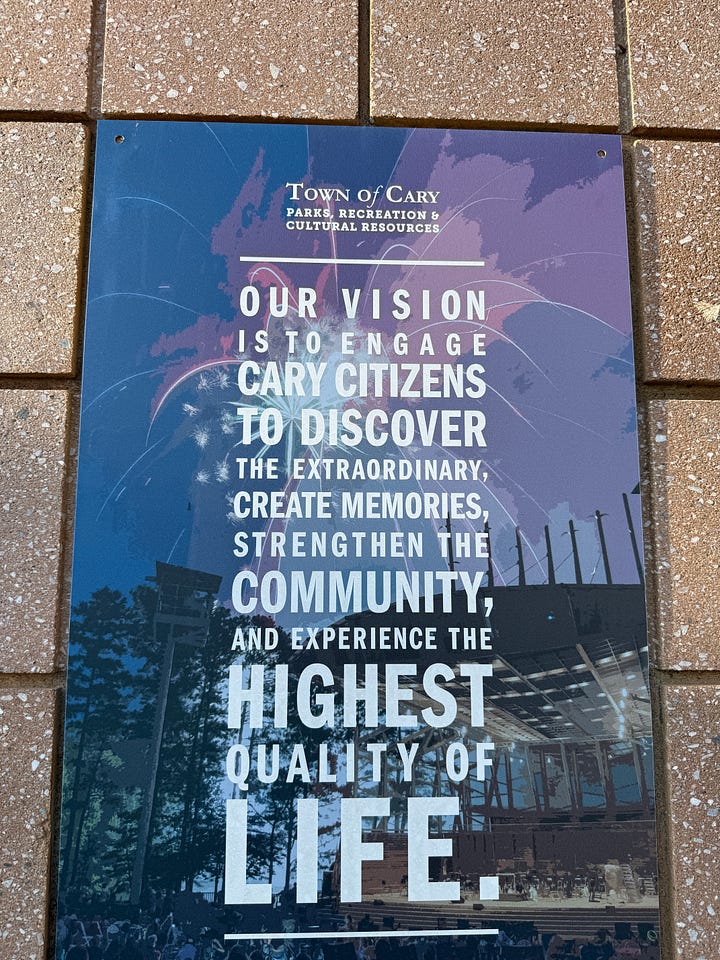 TOWN of CARY
PARKS, RECREATION &
CULTURAL RESOURCES
OUR VISION
IS TO ENGAGE
CARY CITIZENS
TO DISCOVER
THE EXTRAORDINARY,
CREATE MEMORIES,
STRENGTHEN THE
COMMUNITY,
AND EXPERIENCE THE
HIGHEST
QUALITY OF
LIFE.